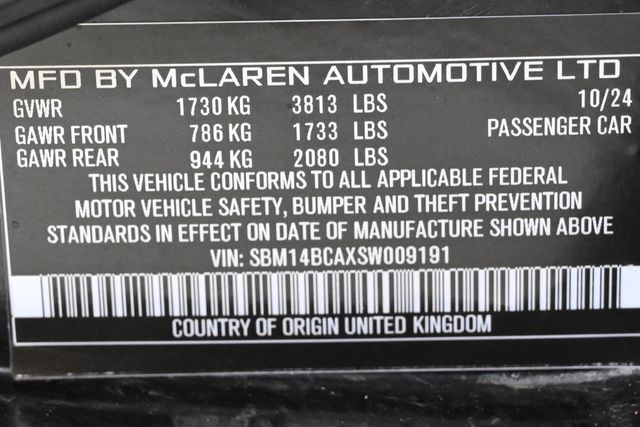 MFD BY McLAREN AUTOMOTIVE LTD
GVWR 1730 KG 3813 LBS 10/24
GAWR FRONT 786 KG 1733 LBS PASSENGER CAR
GAWR REAR 944 KG 2080 LBS
THIS VEHICLE CONFORMS TO ALL APPLICABLE FEDERAL
MOTOR VEHICLE SAFETY, BUMPER AND THEFT PREVENTION
STANDARDS IN EFFECT ON DATE OF MANUFACTURE SHOWN ABOVE
VIN: SBM14BCAXSW009191
COUNTRY OF ORIGIN UNITED KINGDOM